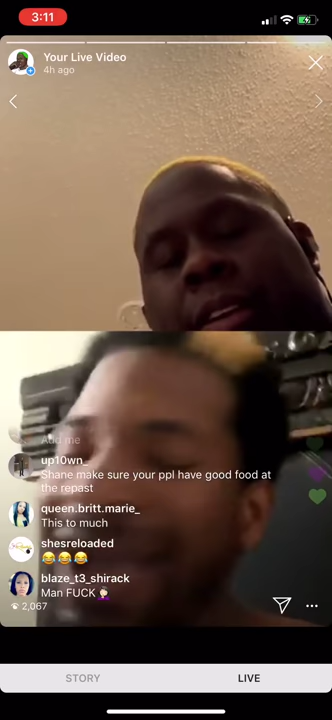 3:11
Your Live Video
4h ago
Add me
up10wn_
Shane make sure your ppl have good food at
the repast
queen.britt.marie_
This to much
shesreloaded
😂😂😂
blaze_t3_shirack
Man FUCK🤦🏻‍♀️
2,067
STORY
LIVE